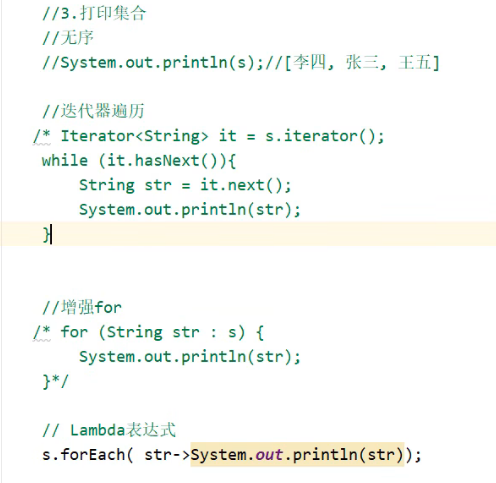 //3.打印集合
//无序
//System.out.println(s);//[李四, 张三, 王五]
//迭代器遍历
/* Iterator<String> it = s.iterator();
while (it.hasNext()){
String str = it.next();
System.out.println(str);
}
//增强for
/* for (String str : s) {
System.out.println(str);
}*/
// Lambda表达式
s.forEach( str->System.out.println(str));